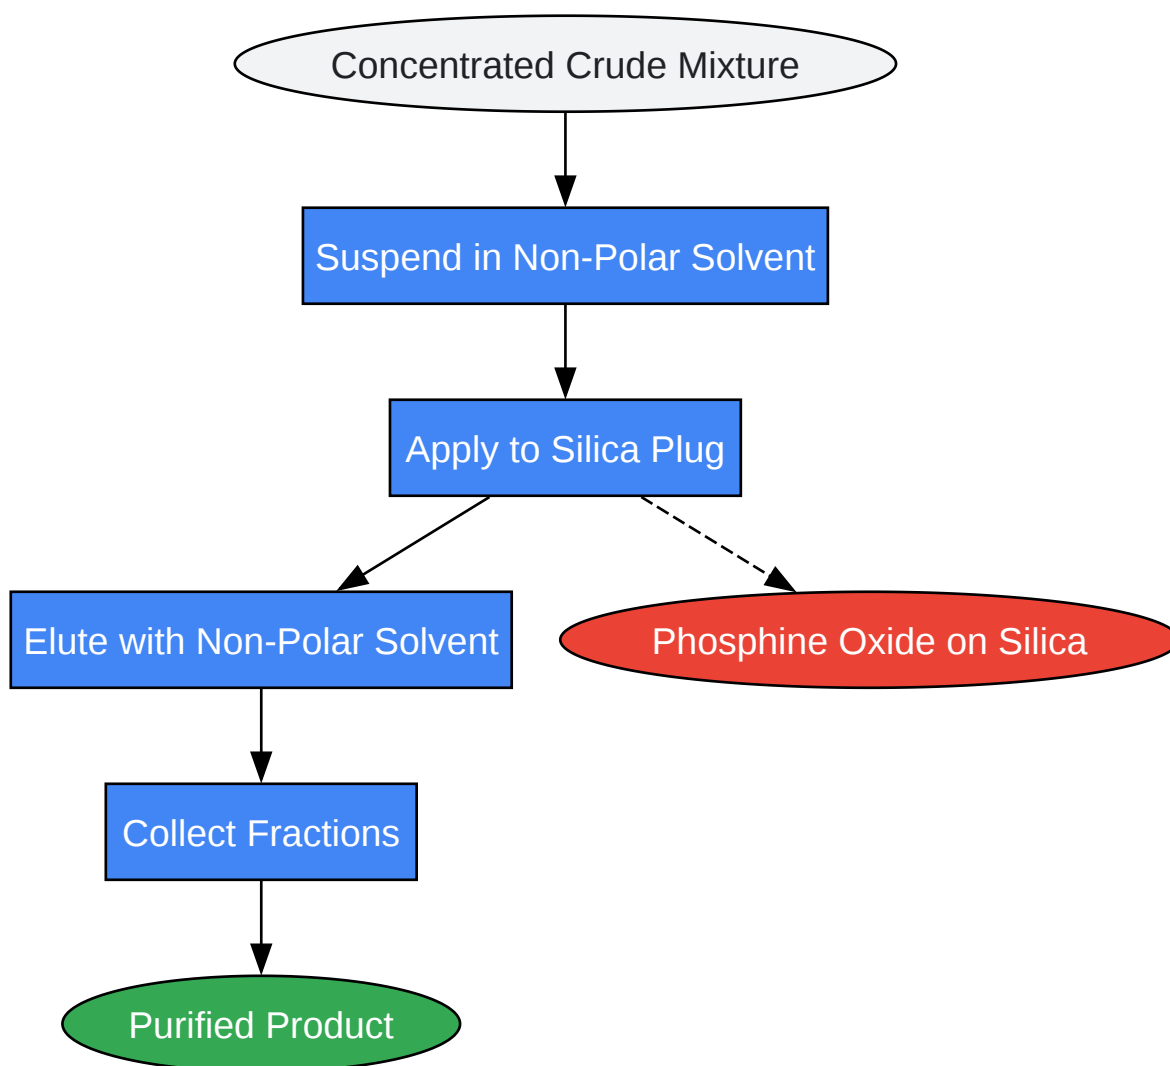 Concentrated Crude Mixture
Suspend in Non-Polar Solvent
Apply to Silica Plug
Elute with Non-Polar Solvent
Phosphine Oxide on Silica
Collect Fractions
Purified Product